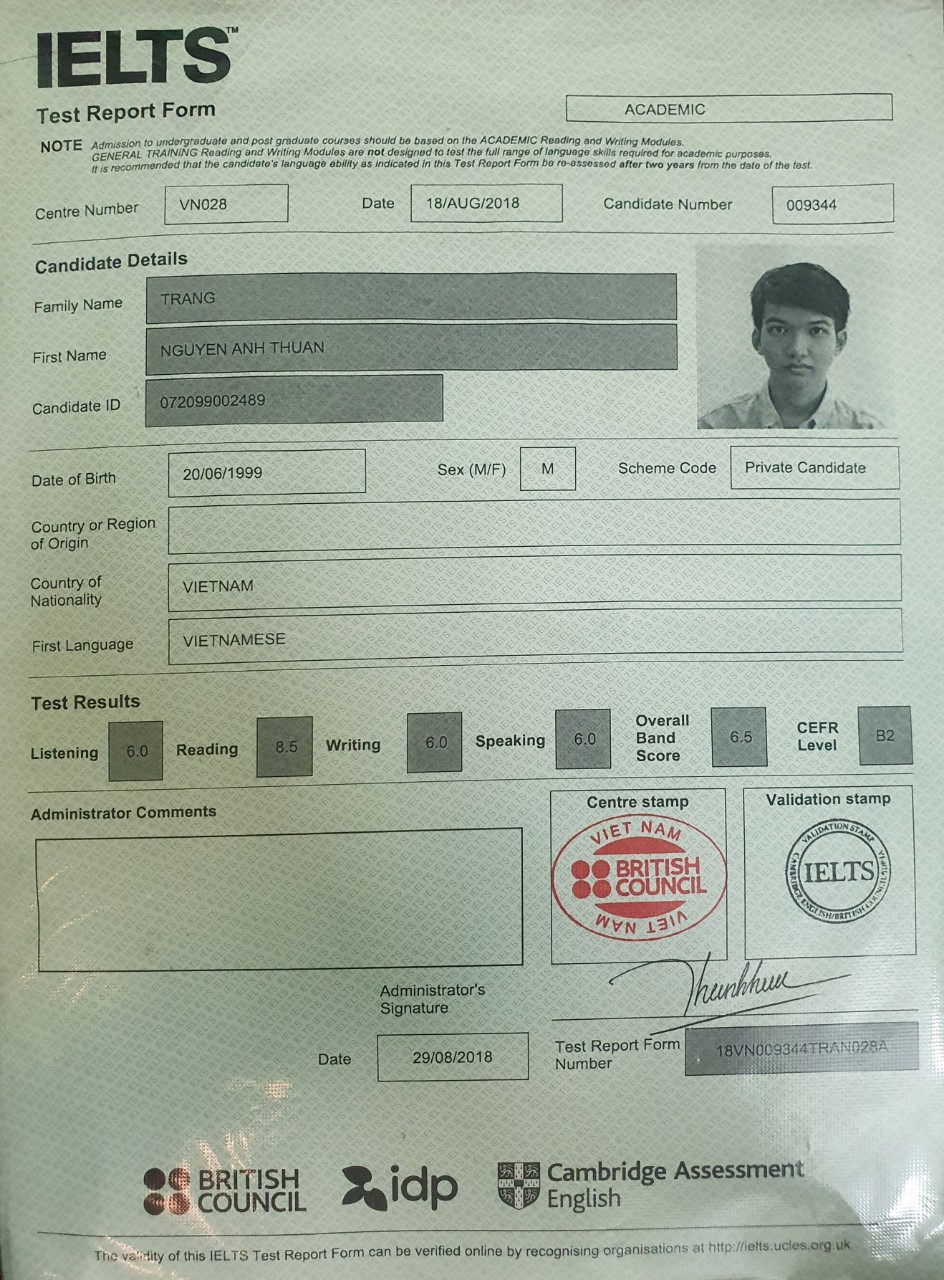 IELTS™
Test Report Form
ACADEMIC
NOTE Admission to undergraduate and post graduate courses should be based on the ACADEMIC Reading and Writing Modules.
GENERAL TRAINING Reading and Writing Modules are not designed to test the full range of language skills required for academic purposes.
It is recommended that the candidate's language ability as indicated in this Test Report Form be re-assessed after two years from the date of the test.
Centre Number VN028 Date 18/AUG/2018 Candidate Number 009344
Candidate Details
Family Name TRANG
First Name NGUYEN ANH THUAN
Candidate ID 072099002489
Date of Birth 20/06/1999 Sex (M/F) M Scheme Code Private Candidate
Country or Region
of Origin
Country of
Nationality VIETNAM
First Language VIETNAMESE
Test Results
Listening 6.0 Reading 8.5 Writing 6.0 Speaking 6.0 Overall Band Score 6.5 CEFR Level B2
Administrator Comments
Centre stamp
VIET NAM
BRITISH
COUNCIL
VIET NAM
Validation stamp
VALIDATION STAMP
IELTS
CAMBRIDGE ENGLISH/BRITISH COUNCIL/IDP:IEA
Administrator's
Signature
Date 29/08/2018
Test Report Form
Number 18VN009344TRAN028A
BRITISH
COUNCIL
idp
Cambridge Assessment
English
The validity of this IELTS Test Report Form can be verified online by recognising organisations at http://ielts.ucles.org.uk